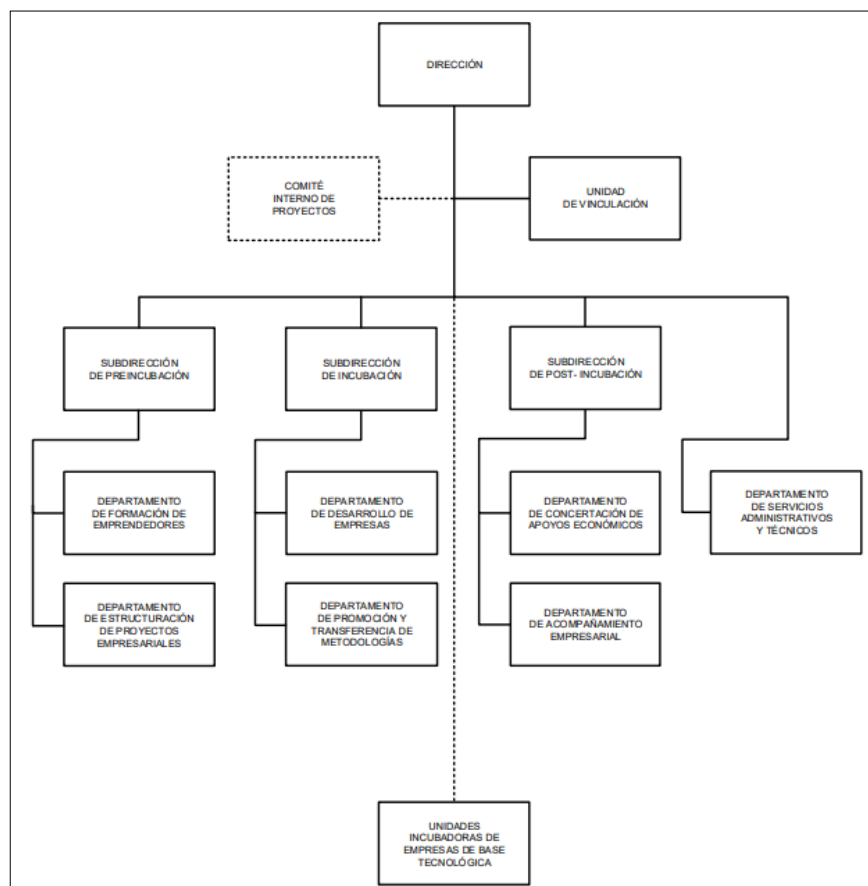 DIRECCIÓN
COMITÉ
INTERNO DE
PROYECTOS
UNIDAD
DE VINCULACIÓN
SUBDIRECCIÓN
DE PREINCUBACIÓN
SUBDIRECCIÓN
DE INCUBACIÓN
SUBDIRECCIÓN
DE POST- INCUBACIÓN
DEPARTAMENTO
DE FORMACIÓN DE
EMPRENDEDORES
DEPARTAMENTO
DE DESARROLLO DE
EMPRESAS
DEPARTAMENTO
DE CONCERTACIÓN DE
APOYOS ECONÓMICOS
DEPARTAMENTO
DE SERVICIOS
ADMINISTRATIVOS
Y TÉCNICOS
DEPARTAMENTO
DE ESTRUCTURACIÓN
DE PROYECTOS
EMPRESARIALES
DEPARTAMENTO
DE PROMOCIÓN Y
TRANSFERENCIA DE
METODOLOGÍAS
DEPARTAMENTO
DE ACOMPAÑAMIENTO
EMPRESARIAL
UNIDADES
INCUBADORAS DE
EMPRESAS DE BASE
TECNOLÓGICA